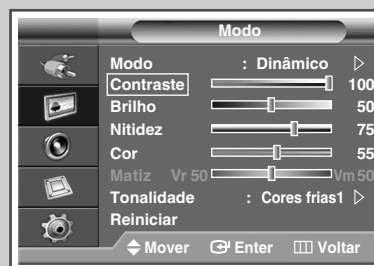 Modo
Modo : Dinâmico
Contraste 100
Brilho 50
Nitidez 75
Cor 55
Matiz Vr 50 Vm 50
Tonalidade : Cores frias1
Reiniciar
Mover Enter Voltar